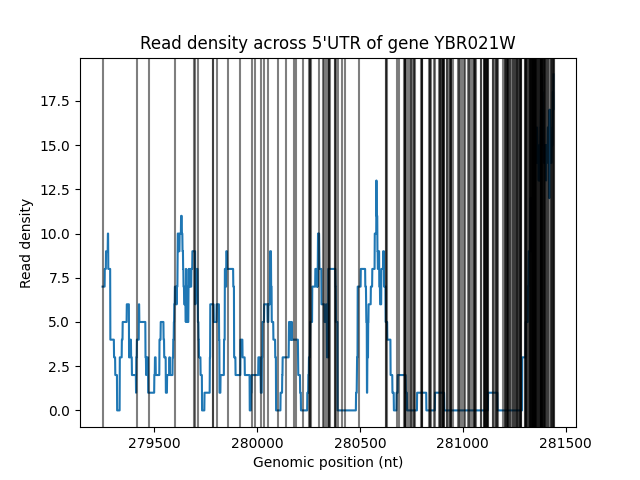 Read density across 5'UTR of gene YBR021W
17.5
15.0
12.5
10.0
7.5
5.0
2.5
0.0
Read density
279500 280000 280500 281000 281500
Genomic position (nt)